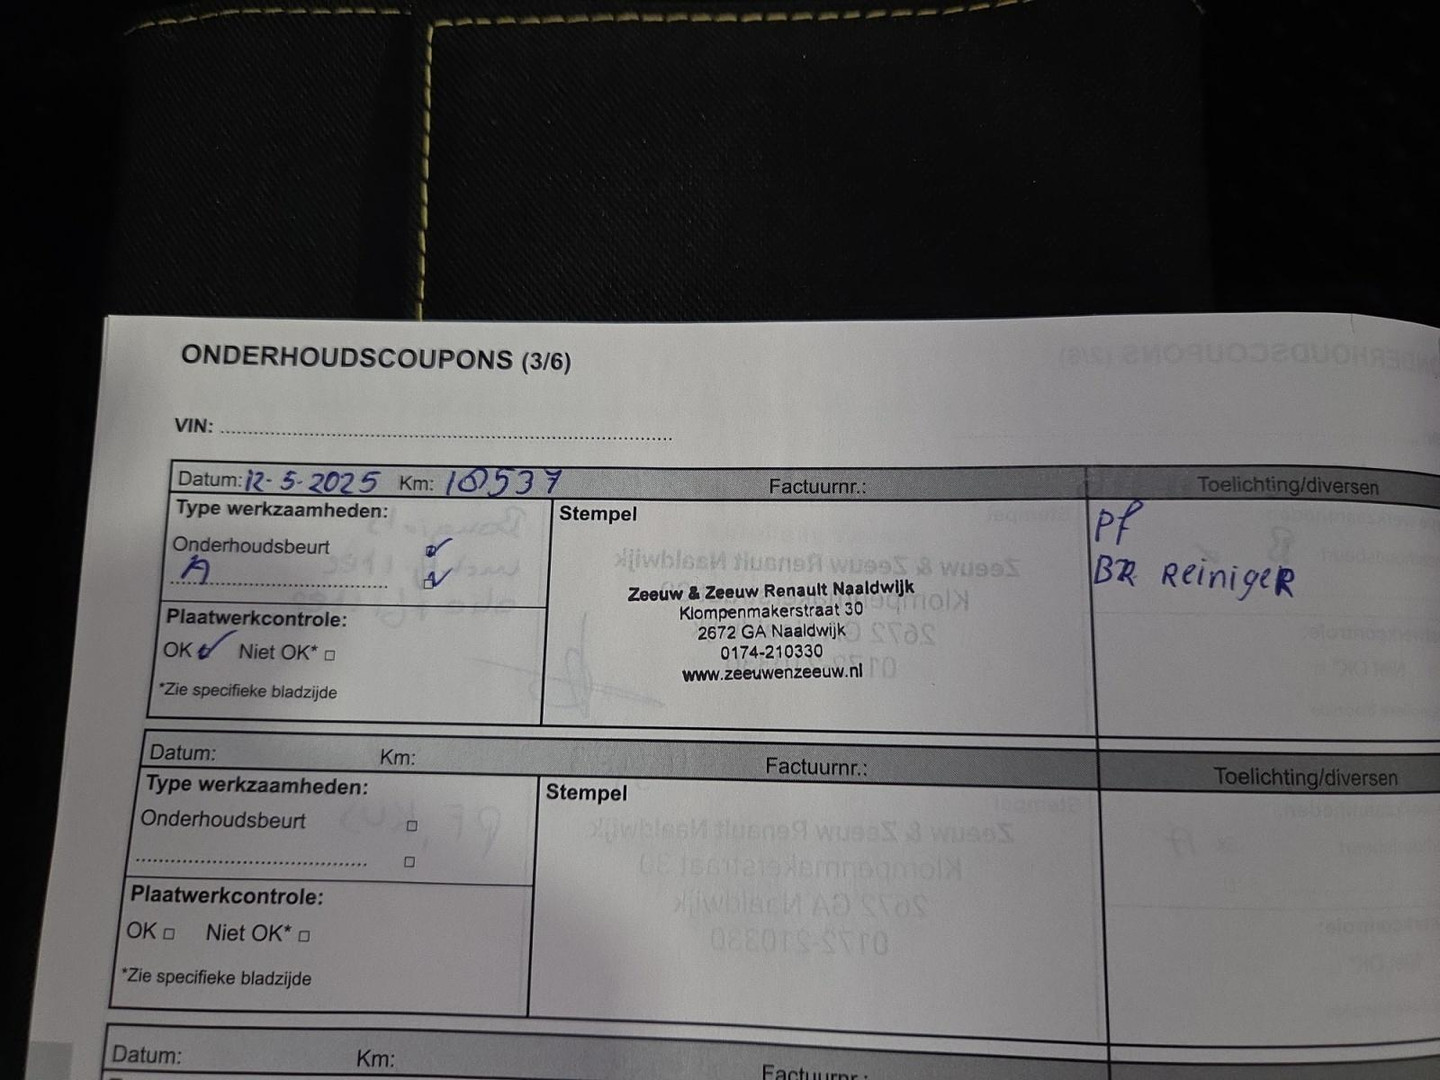 ONDERHOUDSCOUPONS (3/6)
VIN:
Datum: 12-5-2025 Km: 18537 Factuurnr.: Toelichting/diversen
Type werkzaamheden:
Onderhoudsbeurt
A
Plaatwerkcontrole:
OK Niet OK*
*Zie specifieke bladzijde
Stempel
Zeeuw & Zeeuw Renault Naaldwijk
Klompenmakerstraat 30
2672 GA Naaldwijk
0174-210330
www.zeeuwenzeeuw.nl
Pf
BR Reiniger
Datum: Km: Factuurnr.: Toelichting/diversen
Type werkzaamheden:
Onderhoudsbeurt
Plaatwerkcontrole:
OK Niet OK*
*Zie specifieke bladzijde
Stempel
Datum: Km: Factuurnr.: